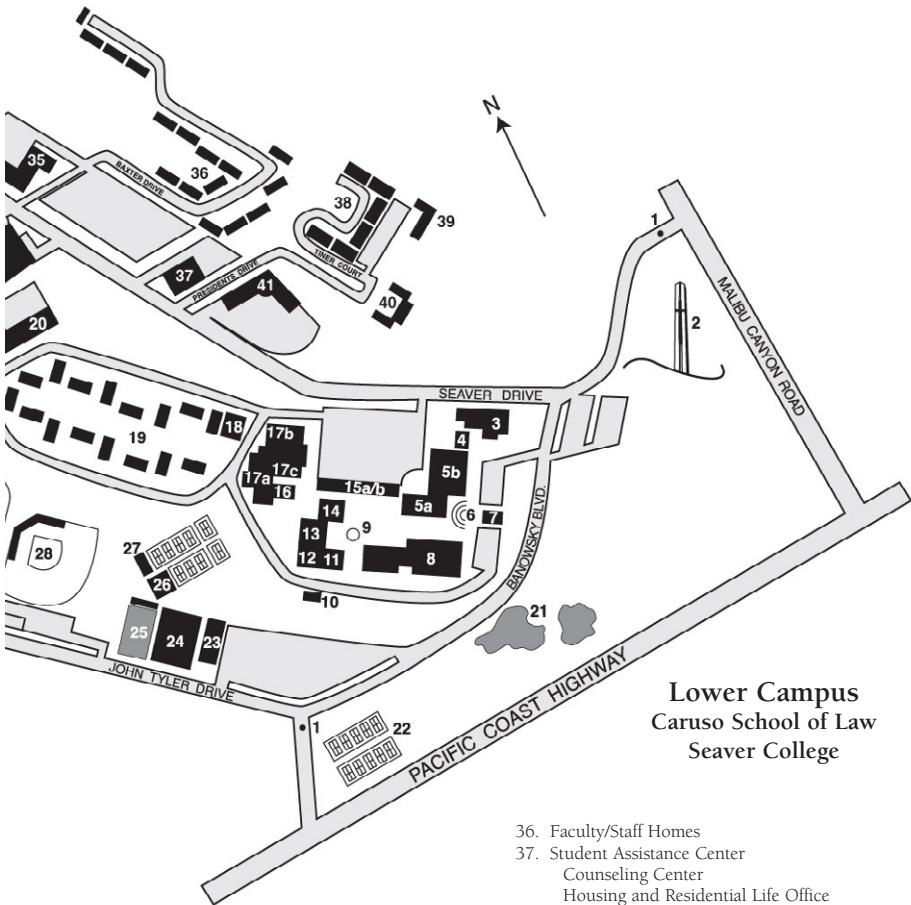 N
35
36
BAXTER DRIVE
38
39
37
PRESIDENTS DRIVE
TINER COURT
41
40
1
MALIBU CANYON ROAD
2
20
SEAVER DRIVE
19
18
17b
17a
17c
16
15a/b
3
4
5b
5a
6
7
14
13
9
12
11
8
BANOWSKY BLVD.
28
27
26
10
25
24
23
21
JOHN TYLER DRIVE
1
22
PACIFIC COAST HIGHWAY
Lower Campus
Caruso School of Law
Seaver College
36. Faculty/Staff Homes
37. Student Assistance Center
Counseling Center
Housing and Residential Life Office